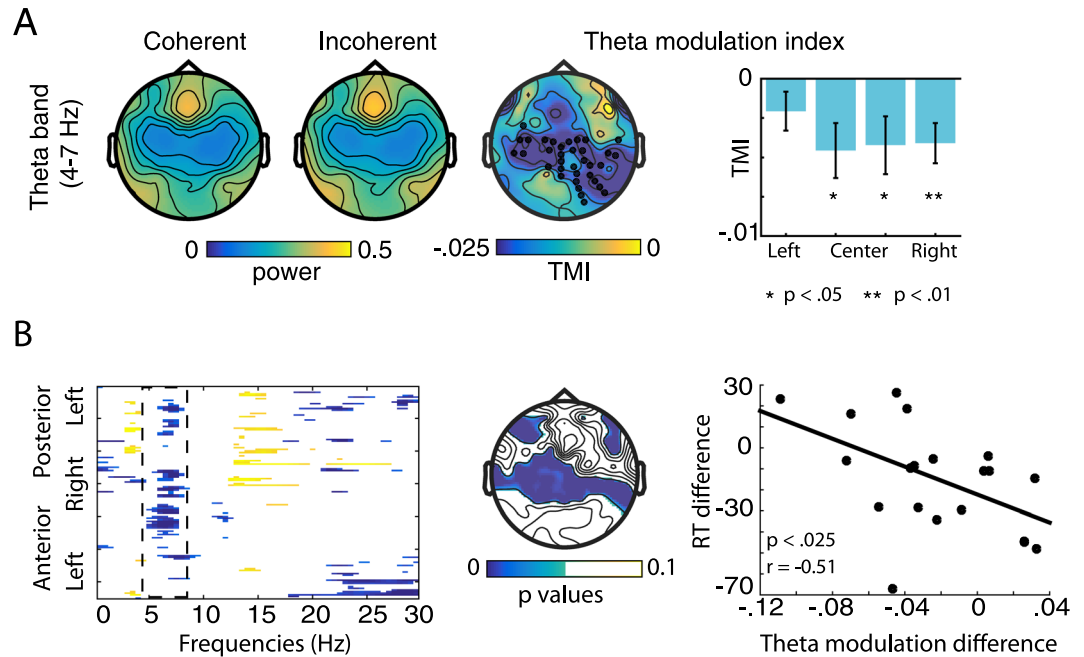 A
Coherent
Incoherent
Theta modulation index
Theta band
(4-7 Hz)
0
0.5
power
-.025
0
TMI
0
TMI
-.01
* * **
Left Center Right
* p < .05 ** p < .01
B
Posterior
Anterior
Left
Right
Left
0 5 10 15 20 25 30
Frequencies (Hz)
0
0.1
p values
30
0
-30
-70
RT difference
p < .025
r = -0.51
-.12 -.04 0 .04
Theta modulation difference